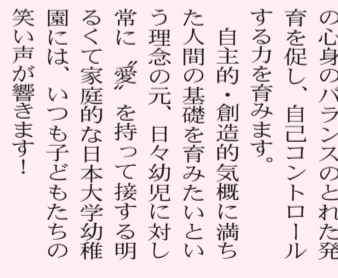 の心身のバランスのとれた発
育を促し、自己コントロール
する力を育みます。
自主的・創造的気概に満ち
た人間の基礎を育みたいとい
う理念の元、日々幼児に対し
常に〝愛〟を持って接する明
るくて家庭的な日本大学幼稚
園には、いつも子どもたちの
笑い声が響きます！